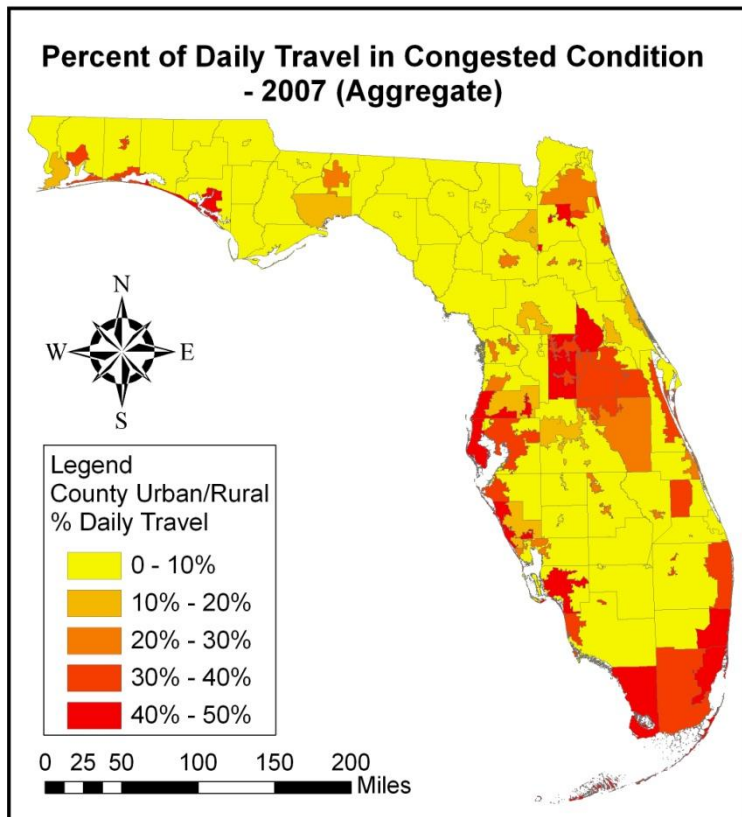 Percent of Daily Travel in Congested Condition
- 2007 (Aggregate)
N
W
E
S
Legend
County Urban/Rural
% Daily Travel
0 - 10%
10% - 20%
20% - 30%
30% - 40%
40% - 50%
0 25 50 100 150 200
Miles